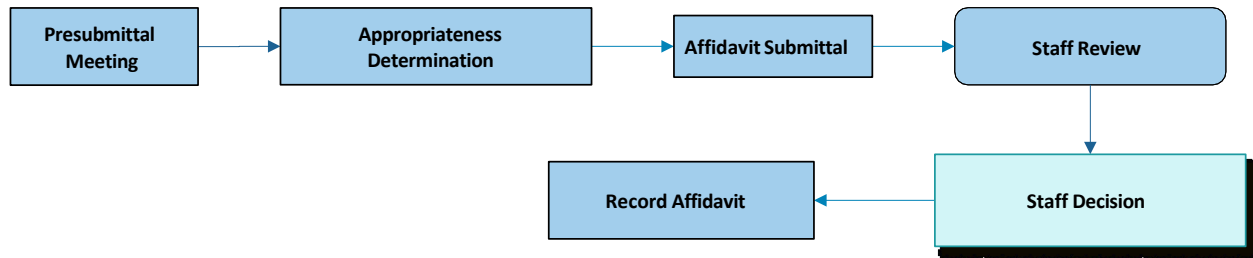 Presubmittal
Meeting
Appropriateness
Determination
Affidavit Submittal
Staff Review
Record Affidavit
Staff Decision